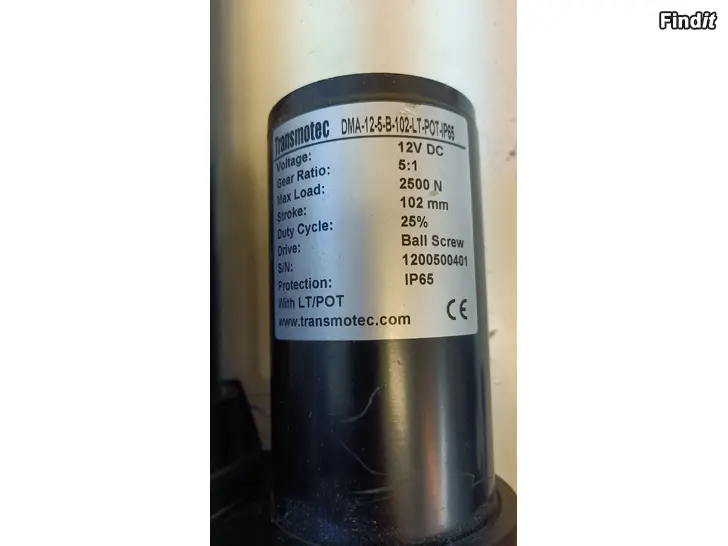 Findit
Transmotec DMA-12-5-B-102-LT-POT-IP65
Voltage: 12V DC
Gear Ratio: 5:1
Max Load: 2500 N
Stroke: 102 mm
Duty Cycle: 25%
Drive: Ball Screw
S/N: 1200500401
Protection: IP65
With LT/POT
www.transmotec.com CE